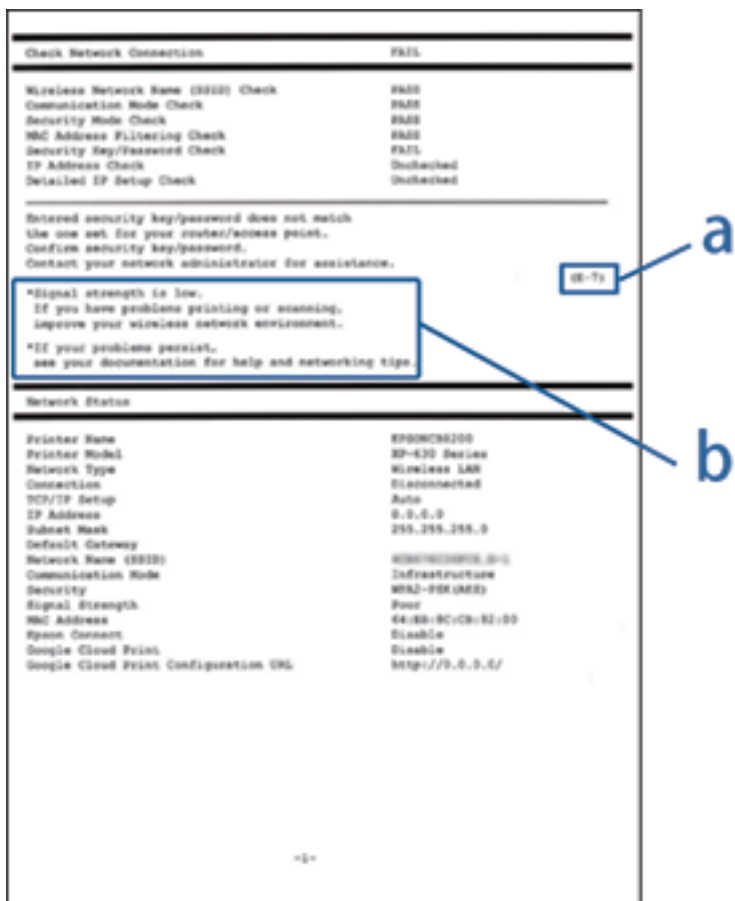 Check Network Connection FAIL
Wireless Network Name (SSID) Check PASS
Communication Mode Check PASS
Security Mode Check PASS
MAC Address Filtering Check PASS
Security Key/Password Check FAIL
IP Address Check Unchecked
Detailed IP Setup Check Unchecked
Entered security key/password does not match
the one set for your router/access point.
Confirm security key/password.
Contact your network administrator for assistance.
(E-7)
a
*Signal strength is low.
If you have problems printing or scanning,
improve your wireless network environment.
*If your problems persist,
see your documentation for help and networking tips.
b
Network Status
Printer Name
Printer Model XP-630 Series
Network Type Wireless LAN
Connection Disconnected
TCP/IP Setup Auto
IP Address 0.0.0.0
Subnet Mask 255.255.255.0
Default Gateway
Network Name (SSID)
Communication Mode Infrastructure
Security WPA2-PSK(AES)
Signal Strength Poor
MAC Address
Epson Connect Disable
Google Cloud Print Disable
Google Cloud Print Configuration URL http://0.0.0.0/
-1-